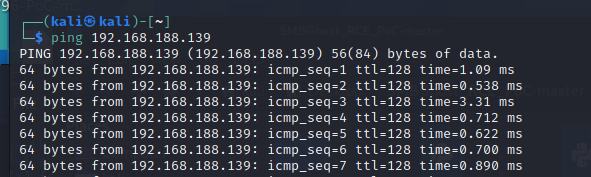 (kali㉿kali)-[~]
$ ping 192.168.188.139
PING 192.168.188.139 (192.168.188.139) 56(84) bytes of data.
64 bytes from 192.168.188.139: icmp_seq=1 ttl=128 time=1.09 ms
64 bytes from 192.168.188.139: icmp_seq=2 ttl=128 time=0.538 ms
64 bytes from 192.168.188.139: icmp_seq=3 ttl=128 time=3.31 ms
64 bytes from 192.168.188.139: icmp_seq=4 ttl=128 time=0.712 ms
64 bytes from 192.168.188.139: icmp_seq=5 ttl=128 time=0.622 ms
64 bytes from 192.168.188.139: icmp_seq=6 ttl=128 time=0.700 ms
64 bytes from 192.168.188.139: icmp_seq=7 ttl=128 time=0.890 ms